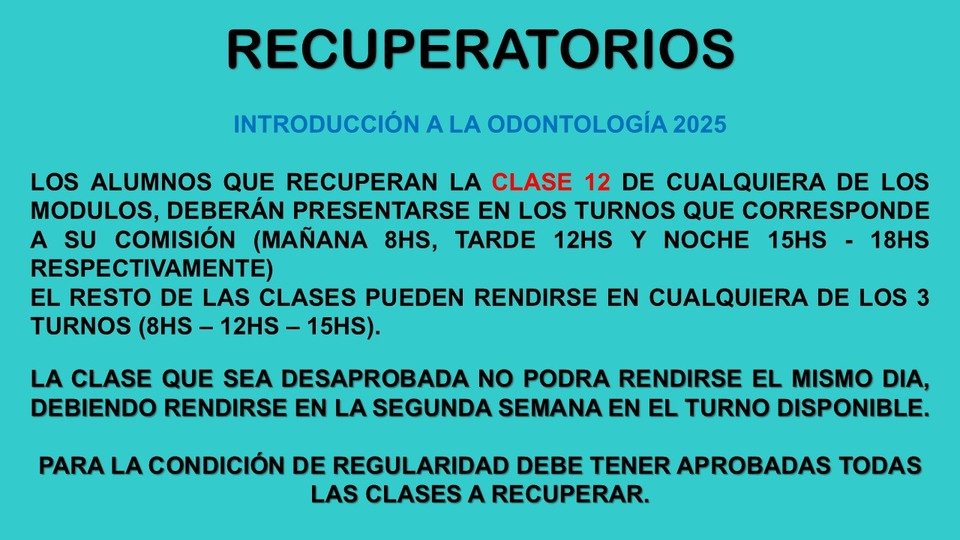 RECUPERATORIOS
INTRODUCCIÓN A LA ODONTOLOGÍA 2025
LOS ALUMNOS QUE RECUPERAN LA CLASE 12 DE CUALQUIERA DE LOS
MODULOS, DEBERÁN PRESENTARSE EN LOS TURNOS QUE CORRESPONDE
A SU COMISIÓN (MAÑANA 8HS, TARDE 12HS Y NOCHE 15HS - 18HS
RESPECTIVAMENTE)
EL RESTO DE LAS CLASES PUEDEN RENDIRSE EN CUALQUIERA DE LOS 3
TURNOS (8HS – 12HS – 15HS).
LA CLASE QUE SEA DESAPROBADA NO PODRA RENDIRSE EL MISMO DIA,
DEBIENDO RENDIRSE EN LA SEGUNDA SEMANA EN EL TURNO DISPONIBLE.
PARA LA CONDICIÓN DE REGULARIDAD DEBE TENER APROBADAS TODAS
LAS CLASES A RECUPERAR.